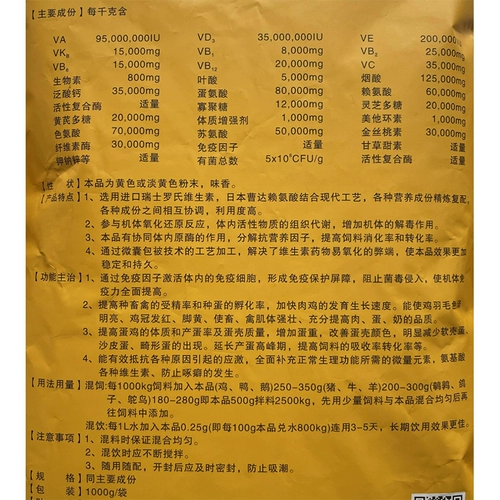 【主要成份】每千克含
VA 95,000,000IU VD₃ 35,000,000IU VE 200,000
VK₃ 15,000mg VB₁ 8,000mg VB₂ 25,000mg
VB₆ 15,000mg VB₁₂ 20,000mg VC 35,000mg
生物素 800mg 叶酸 5,000mg 烟酸 125,000mg
泛酸钙 35,000mg 蛋氨酸 80,000mg 赖氨酸 60,000mg
活性复合酶 适量 寡聚糖 12,000mg 灵芝多糖 20,000mg
黄芪多糖 20,000mg 体质增强剂 1,000mg 美他环素 1,000mg
色氨酸 70,000mg 苏氨酸 50,000mg 金丝桃素 30,000mg
纤维素酶 30,000mg 免疫因子 适量 甘草甜素 适量
钾钠锌等 适量 有菌总数 5x10⁹CFU/g 活性复合酶 适量
【性 状】本品为黄色或淡黄色粉末，味香。
【产品特点】1、选用进口瑞士罗氏维生素，日本曹达赖氨酸结合现代工艺，各种营养成份精炼复配，
各种成份之间相互协调，利用度高。
2、参与机体氧化还原反应，体内活性物质的组织代谢，增加机体的解毒作用。
3、本品有协同体内原酶的作用，分解抗营养因子，提高饲料消化率和转化率。
4、通过微囊包被技术的工艺加工，解决了维生素药物易氧化的弊端，使本品效果更加
稳定和持久。
【功能主治】1、通过免疫因子激活体内的免疫细胞，形成免疫保护屏障，阻止菌毒侵入，使机体免
疫力全面提高。
2、提高种畜禽的受精率和种蛋的孵化率，加快肉鸡的发育生长速度。能使鸡羽毛
明亮、鸡冠发红、脚黄、使畜、禽肌体强壮、充分提高肉、蛋、奶的品质。
3、提高蛋鸡的体质和产蛋率及蛋壳质量，增加蛋重，改善蛋壳颜色，明显减少软壳蛋、
沙皮蛋、畸形蛋的出现。延长产蛋高峰期，提高饲料的吸收率转化率等。
4、能有效抵抗各种原因引起的应激，全面补充正常生理功能所需的微量元素，氨基酸
各种维生素、防止啄癖的发生。
【用法用量】混饲:每1000kg饲料加入本品(鸡、鸭、鹅)250-350g(猪、牛、羊)200-300g(鹌鹑、鸽
子、鸵鸟)180-280g即本品500g拌料2500kg，先用少量饲料与本品混合均匀后再
往饲料中添加。
混饮:每1L水加入本品0.25g(即每100g本品兑水800kg)连用3-5天，长期饮用效果更佳。
【注意事项】1、混料时保证混合均匀。
2、混饮时应不断搅拌。
3、随用随配，开封后应及时密封，防止吸潮。
【规 格】同主要成份
【包 装】1000g/袋